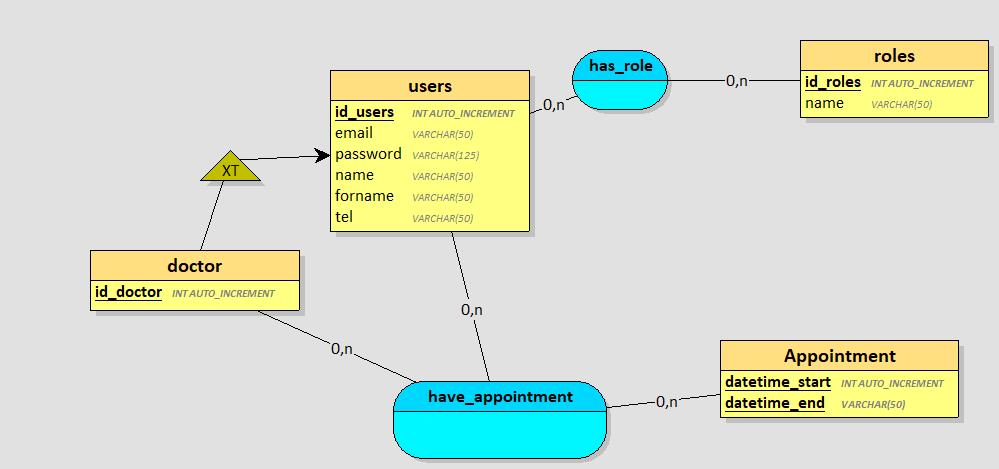 has_role
0,n
0,n
roles
id_roles INT AUTO_INCREMENT
name VARCHAR(50)
users
id_users INT AUTO_INCREMENT
email VARCHAR(50)
password VARCHAR(125)
name VARCHAR(50)
forname VARCHAR(50)
tel VARCHAR(50)
XT
doctor
id_doctor INT AUTO_INCREMENT
0,n
0,n
have_appointment
0,n
Appointment
datetime_start INT AUTO_INCREMENT
datetime_end VARCHAR(50)